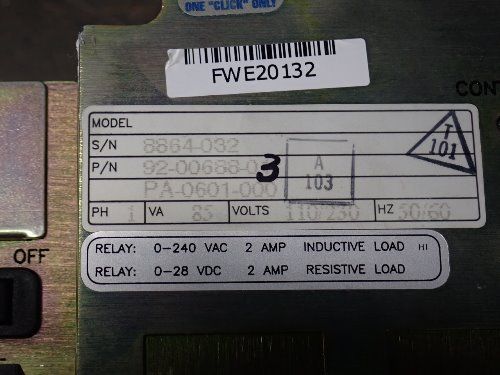 ONE "CLICK" ONLY
FWE20132
CONT
MODEL
S/N 8864-032
P/N 92-00688-03
PA-0601-000
A
103
T
101
PH 1 VA 85 VOLTS 110/230 HZ 50/60
RELAY: 0-240 VAC 2 AMP INDUCTIVE LOAD HI
RELAY: 0-28 VDC 2 AMP RESISTIVE LOAD
OFF